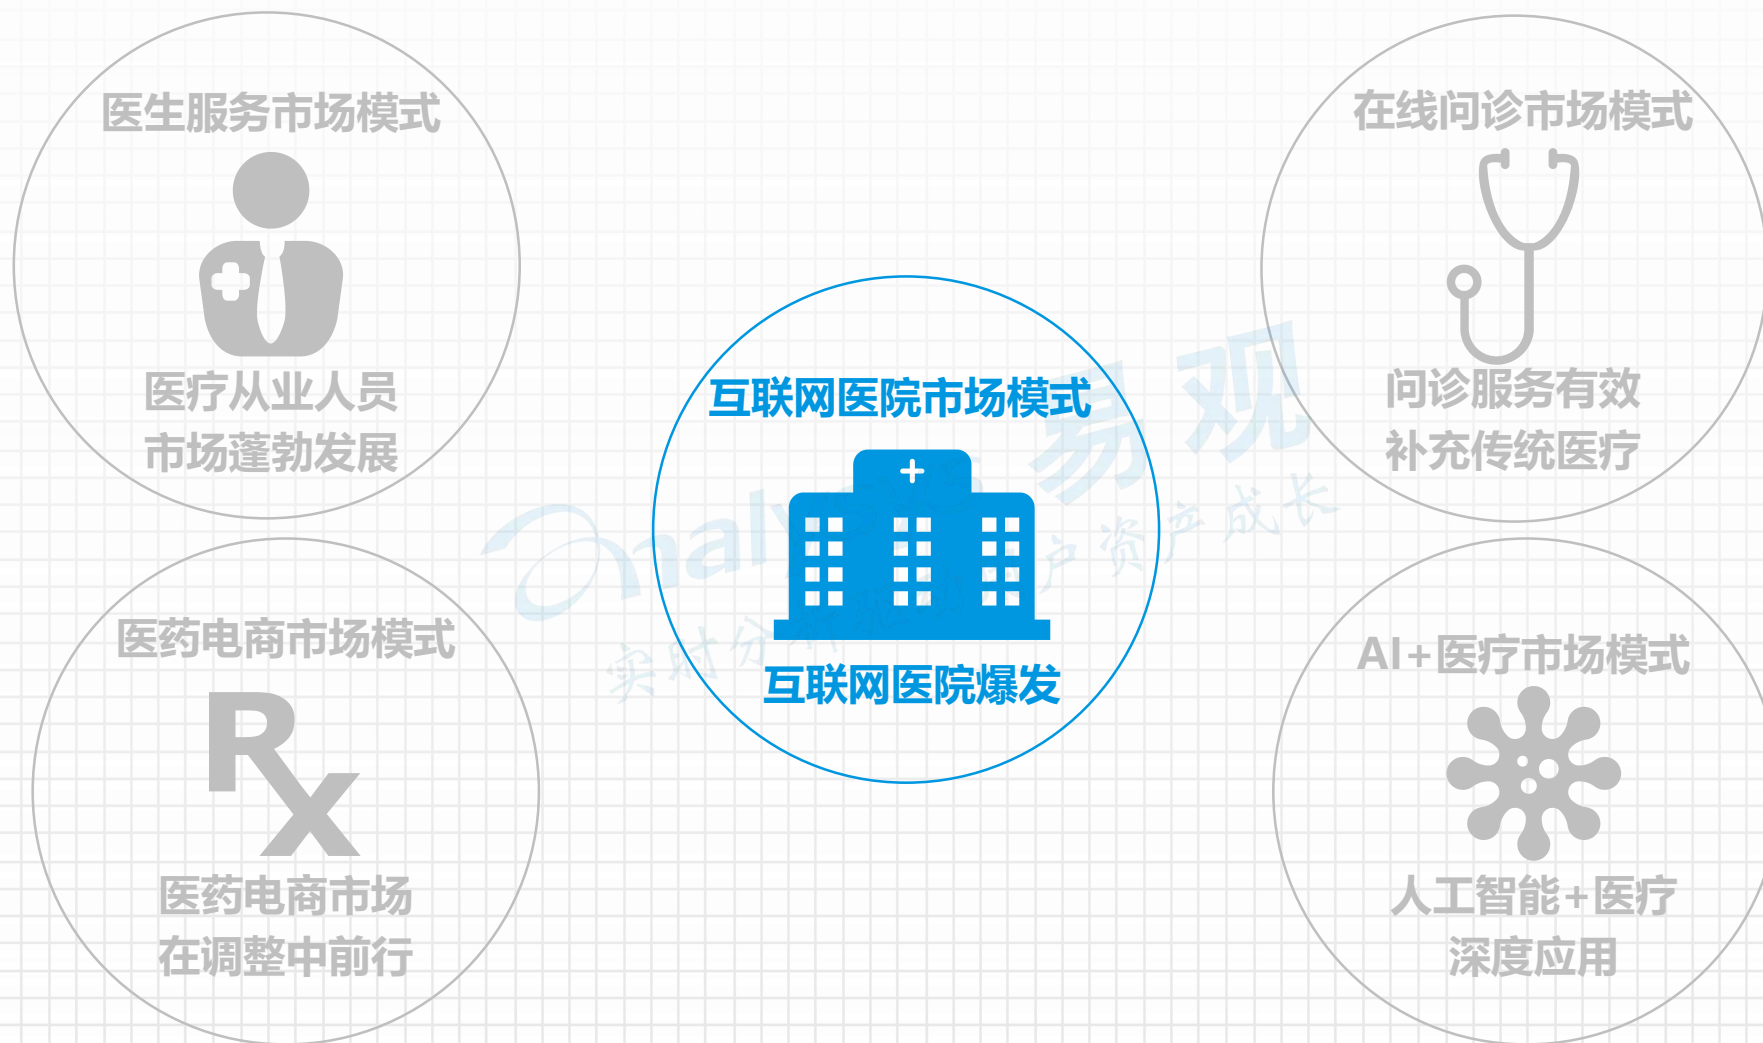 医生服务市场模式
医疗从业人员
市场蓬勃发展
在线问诊市场模式
问诊服务有效
补充传统医疗
互联网医院市场模式
互联网医院爆发
医药电商市场模式
Rx
医药电商市场
在调整中前行
AI+医疗市场模式
人工智能+医疗
深度应用
易观